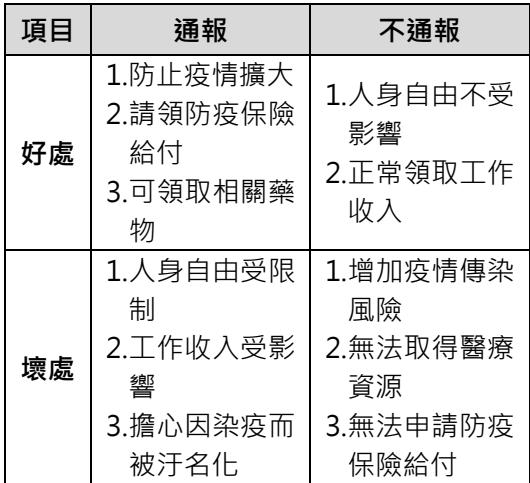 項目 通報 不通報
好處
1.防止疫情擴大
2.請領防疫保險
給付
3.可領取相關藥
物
1.人身自由不受
影響
2.正常領取工作
收入
壞處
1.人身自由受限
制
2.工作收入受影
響
3.擔心因染疫而
被汙名化
1.增加疫情傳染
風險
2.無法取得醫療
資源
3.無法申請防疫
保險給付